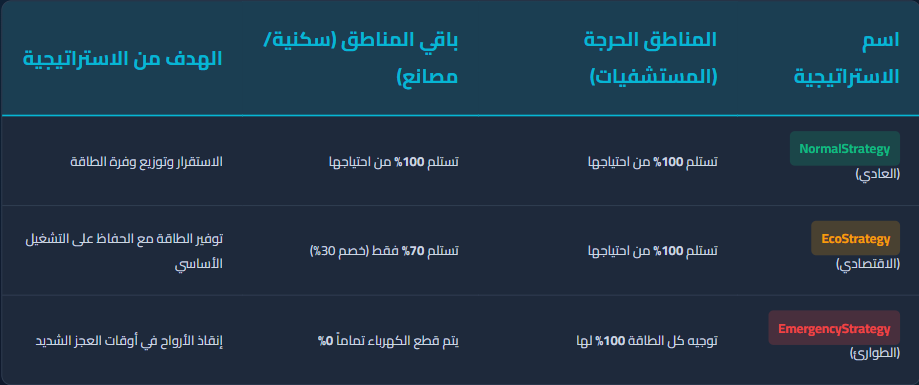 اسم
الاستراتيجية
المناطق الحرجة
(المستشفيات)
باقي المناطق (سكنية/
مصانع)
الهدف من الاستراتيجية
NormalStrategy
(العادي)
تستلم 100% من احتياجها
تستلم 100% من احتياجها
الاستقرار وتوزيع وفرة الطاقة
EcoStrategy
(الاقتصادي)
تستلم 100% من احتياجها
تستلم 70% فقط (خصم 30%)
توفير الطاقة مع الحفاظ على التشغيل
الأساسي
EmergencyStrategy
(الطوارئ)
توجيه كل الطاقة 100% لها
يتم قطع الكهرباء تماماً 0%
إنقاذ الأرواح في أوقات العجز الشديد